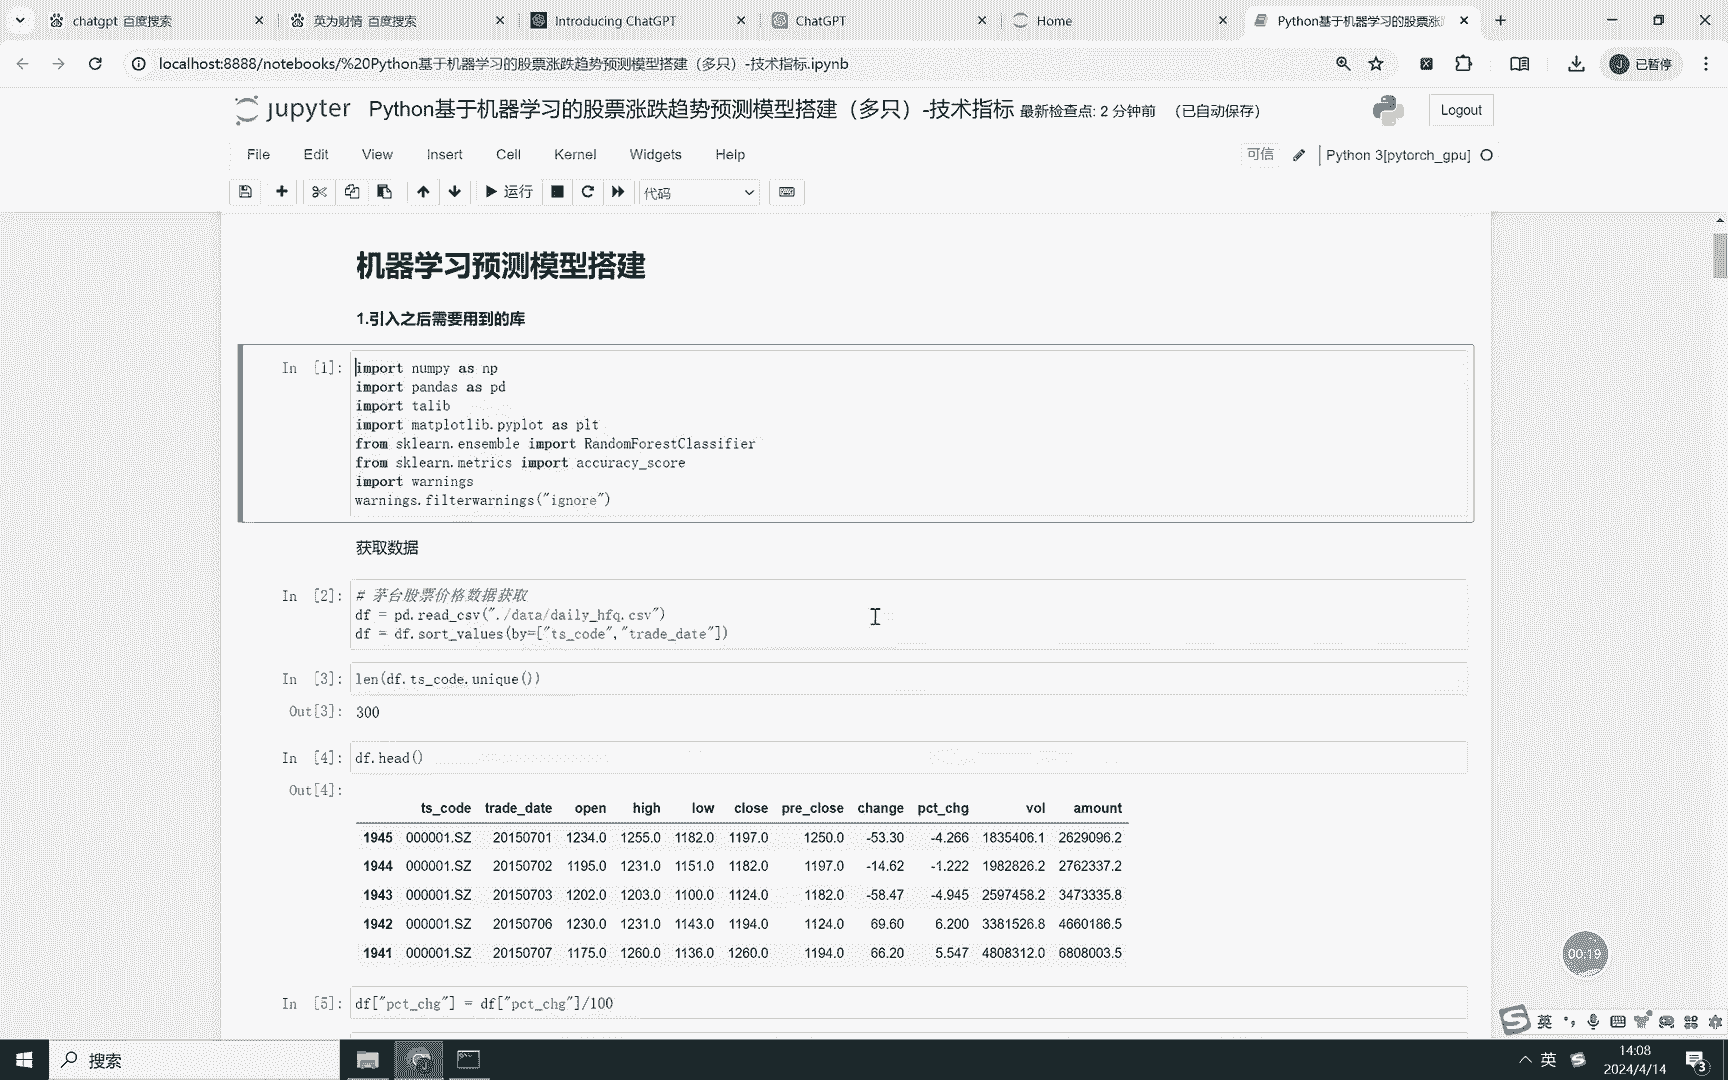 chatgpt 百度搜索
英为财情 百度搜索
Introducing ChatGPT
ChatGPT
Home
Python基于机器学习的股票涨
localhost:8888/notebooks/%20Python基于机器学习的股票涨跌趋势预测模型搭建（多只）-技术指标.ipynb
已暂停
jupyter Python基于机器学习的股票涨跌趋势预测模型搭建（多只）-技术指标 最新检查点: 2 分钟前 （已自动保存）
Logout
File Edit View Insert Cell Kernel Widgets Help
可信 Python 3[pytorch_gpu]
运行 代码
机器学习预测模型搭建
1.引入之后需要用到的库
In [1]: import numpy as np
import pandas as pd
import talib
import matplotlib.pyplot as plt
from sklearn.ensemble import RandomForestClassifier
from sklearn.metrics import accuracy_score
import warnings
warnings.filterwarnings("ignore")
获取数据
In [2]: # 茅台股票价格数据获取
df = pd.read_csv("./data/daily_hfq.csv")
df = df.sort_values(by=["ts_code","trade_date"])
In [3]: len(df.ts_code.unique())
Out[3]: 300
In [4]: df.head()
Out[4]:
ts_code trade_date open high low close pre_close change pct_chg vol amount
1945 000001.SZ 20150701 1234.0 1255.0 1182.0 1197.0 1250.0 -53.30 -4.266 1835406.1 2629096.2
1944 000001.SZ 20150702 1195.0 1231.0 1151.0 1182.0 1197.0 -14.62 -1.222 1982826.2 2762337.2
1943 000001.SZ 20150703 1202.0 1203.0 1100.0 1124.0 1182.0 -58.47 -4.945 2597458.2 3473335.8
1942 000001.SZ 20150706 1230.0 1231.0 1143.0 1194.0 1124.0 69.60 6.200 3381526.8 4660186.5
1941 000001.SZ 20150707 1175.0 1260.0 1136.0 1260.0 1194.0 66.20 5.547 4808312.0 6808003.5
In [5]: df["pct_chg"] = df["pct_chg"]/100
00:19
英
搜索
英
14:08
2024/4/14
3